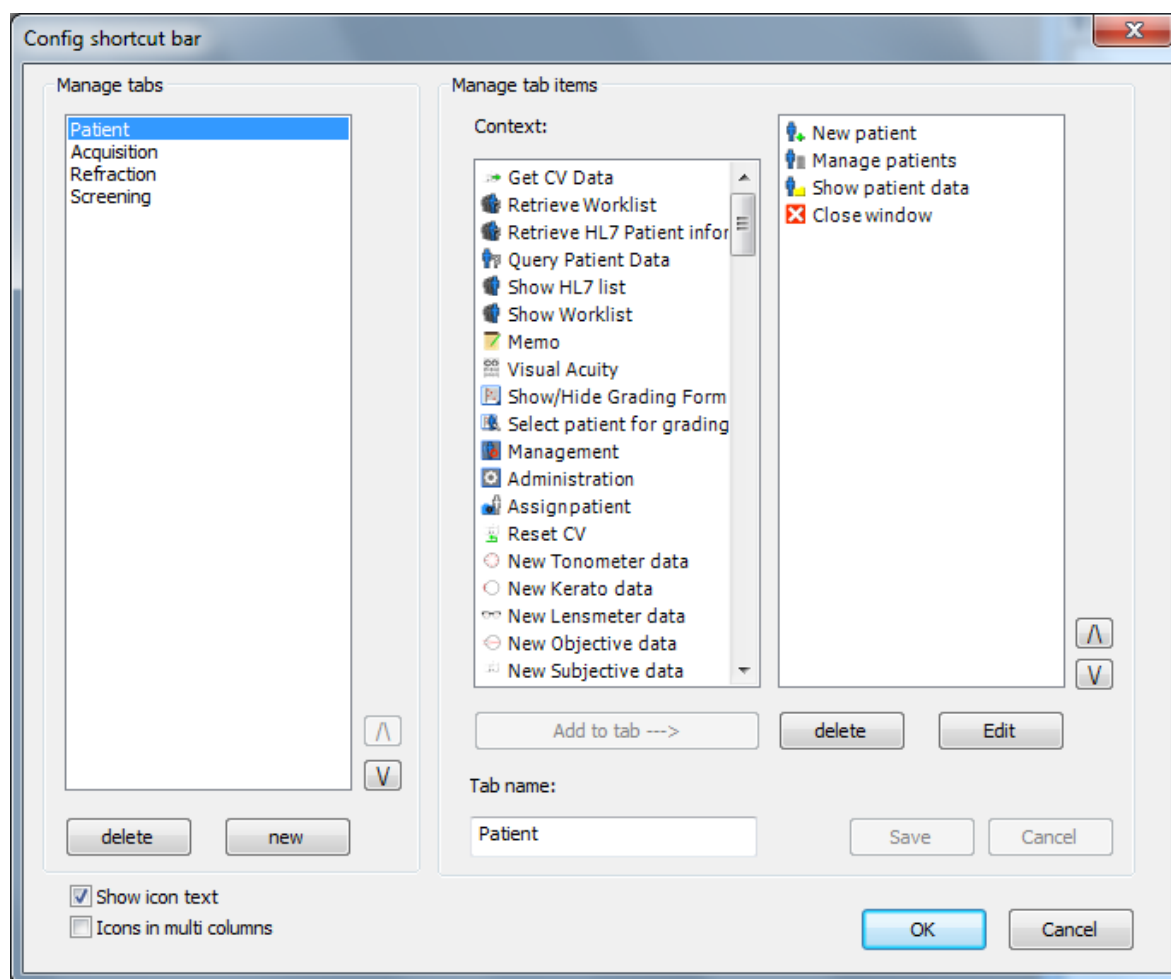 Config shortcut bar
Manage tabs
Patient
Acquisition
Refraction
Screening
/\
\/
delete
new
Manage tab items
Context:
Get CV Data
Retrieve Worklist
Retrieve HL7 Patient infor
Query Patient Data
Show HL7 list
Show Worklist
Memo
Visual Acuity
Show/Hide Grading Form
Select patient for grading
Management
Administration
Assign patient
Reset CV
New Tonometer data
New Kerato data
New Lensmeter data
New Objective data
New Subjective data
New patient
Manage patients
Show patient data
Close window
/\
\/
Add to tab --->
delete
Edit
Tab name:
Patient
Save
Cancel
Show icon text
Icons in multi columns
OK
Cancel